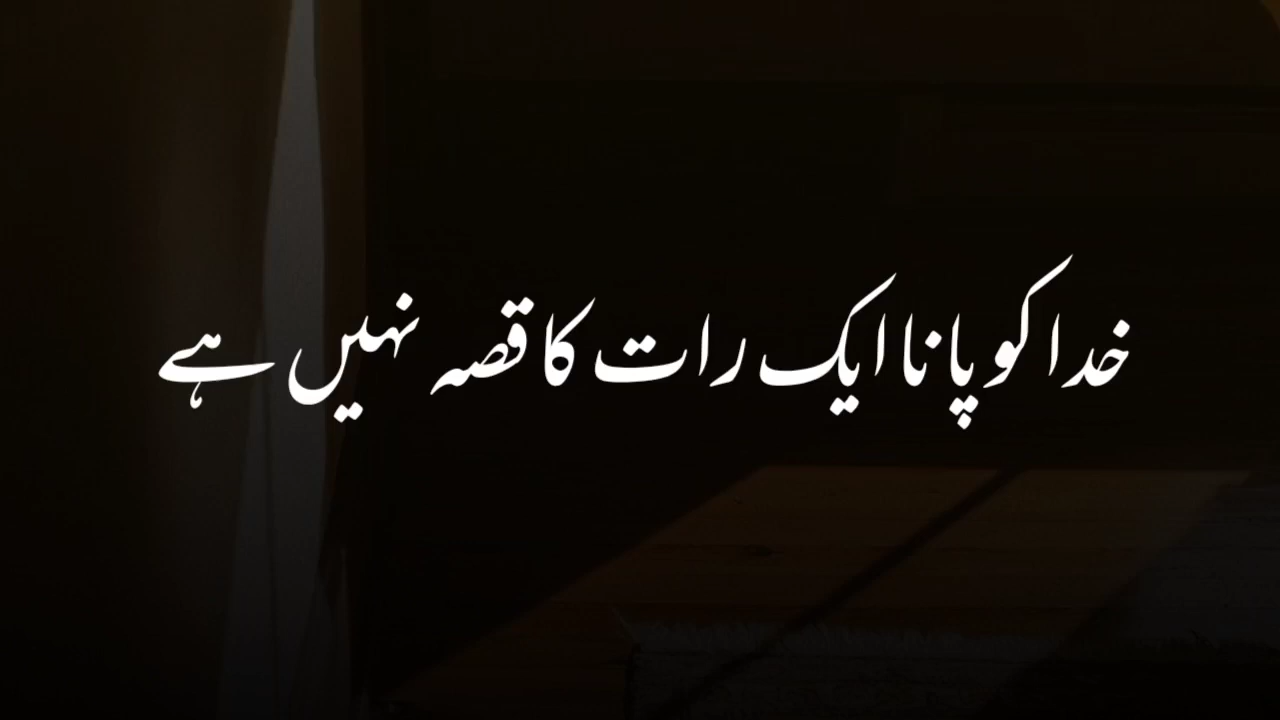 خدا کو پانا ایک رات کا قصہ نہیں ہے